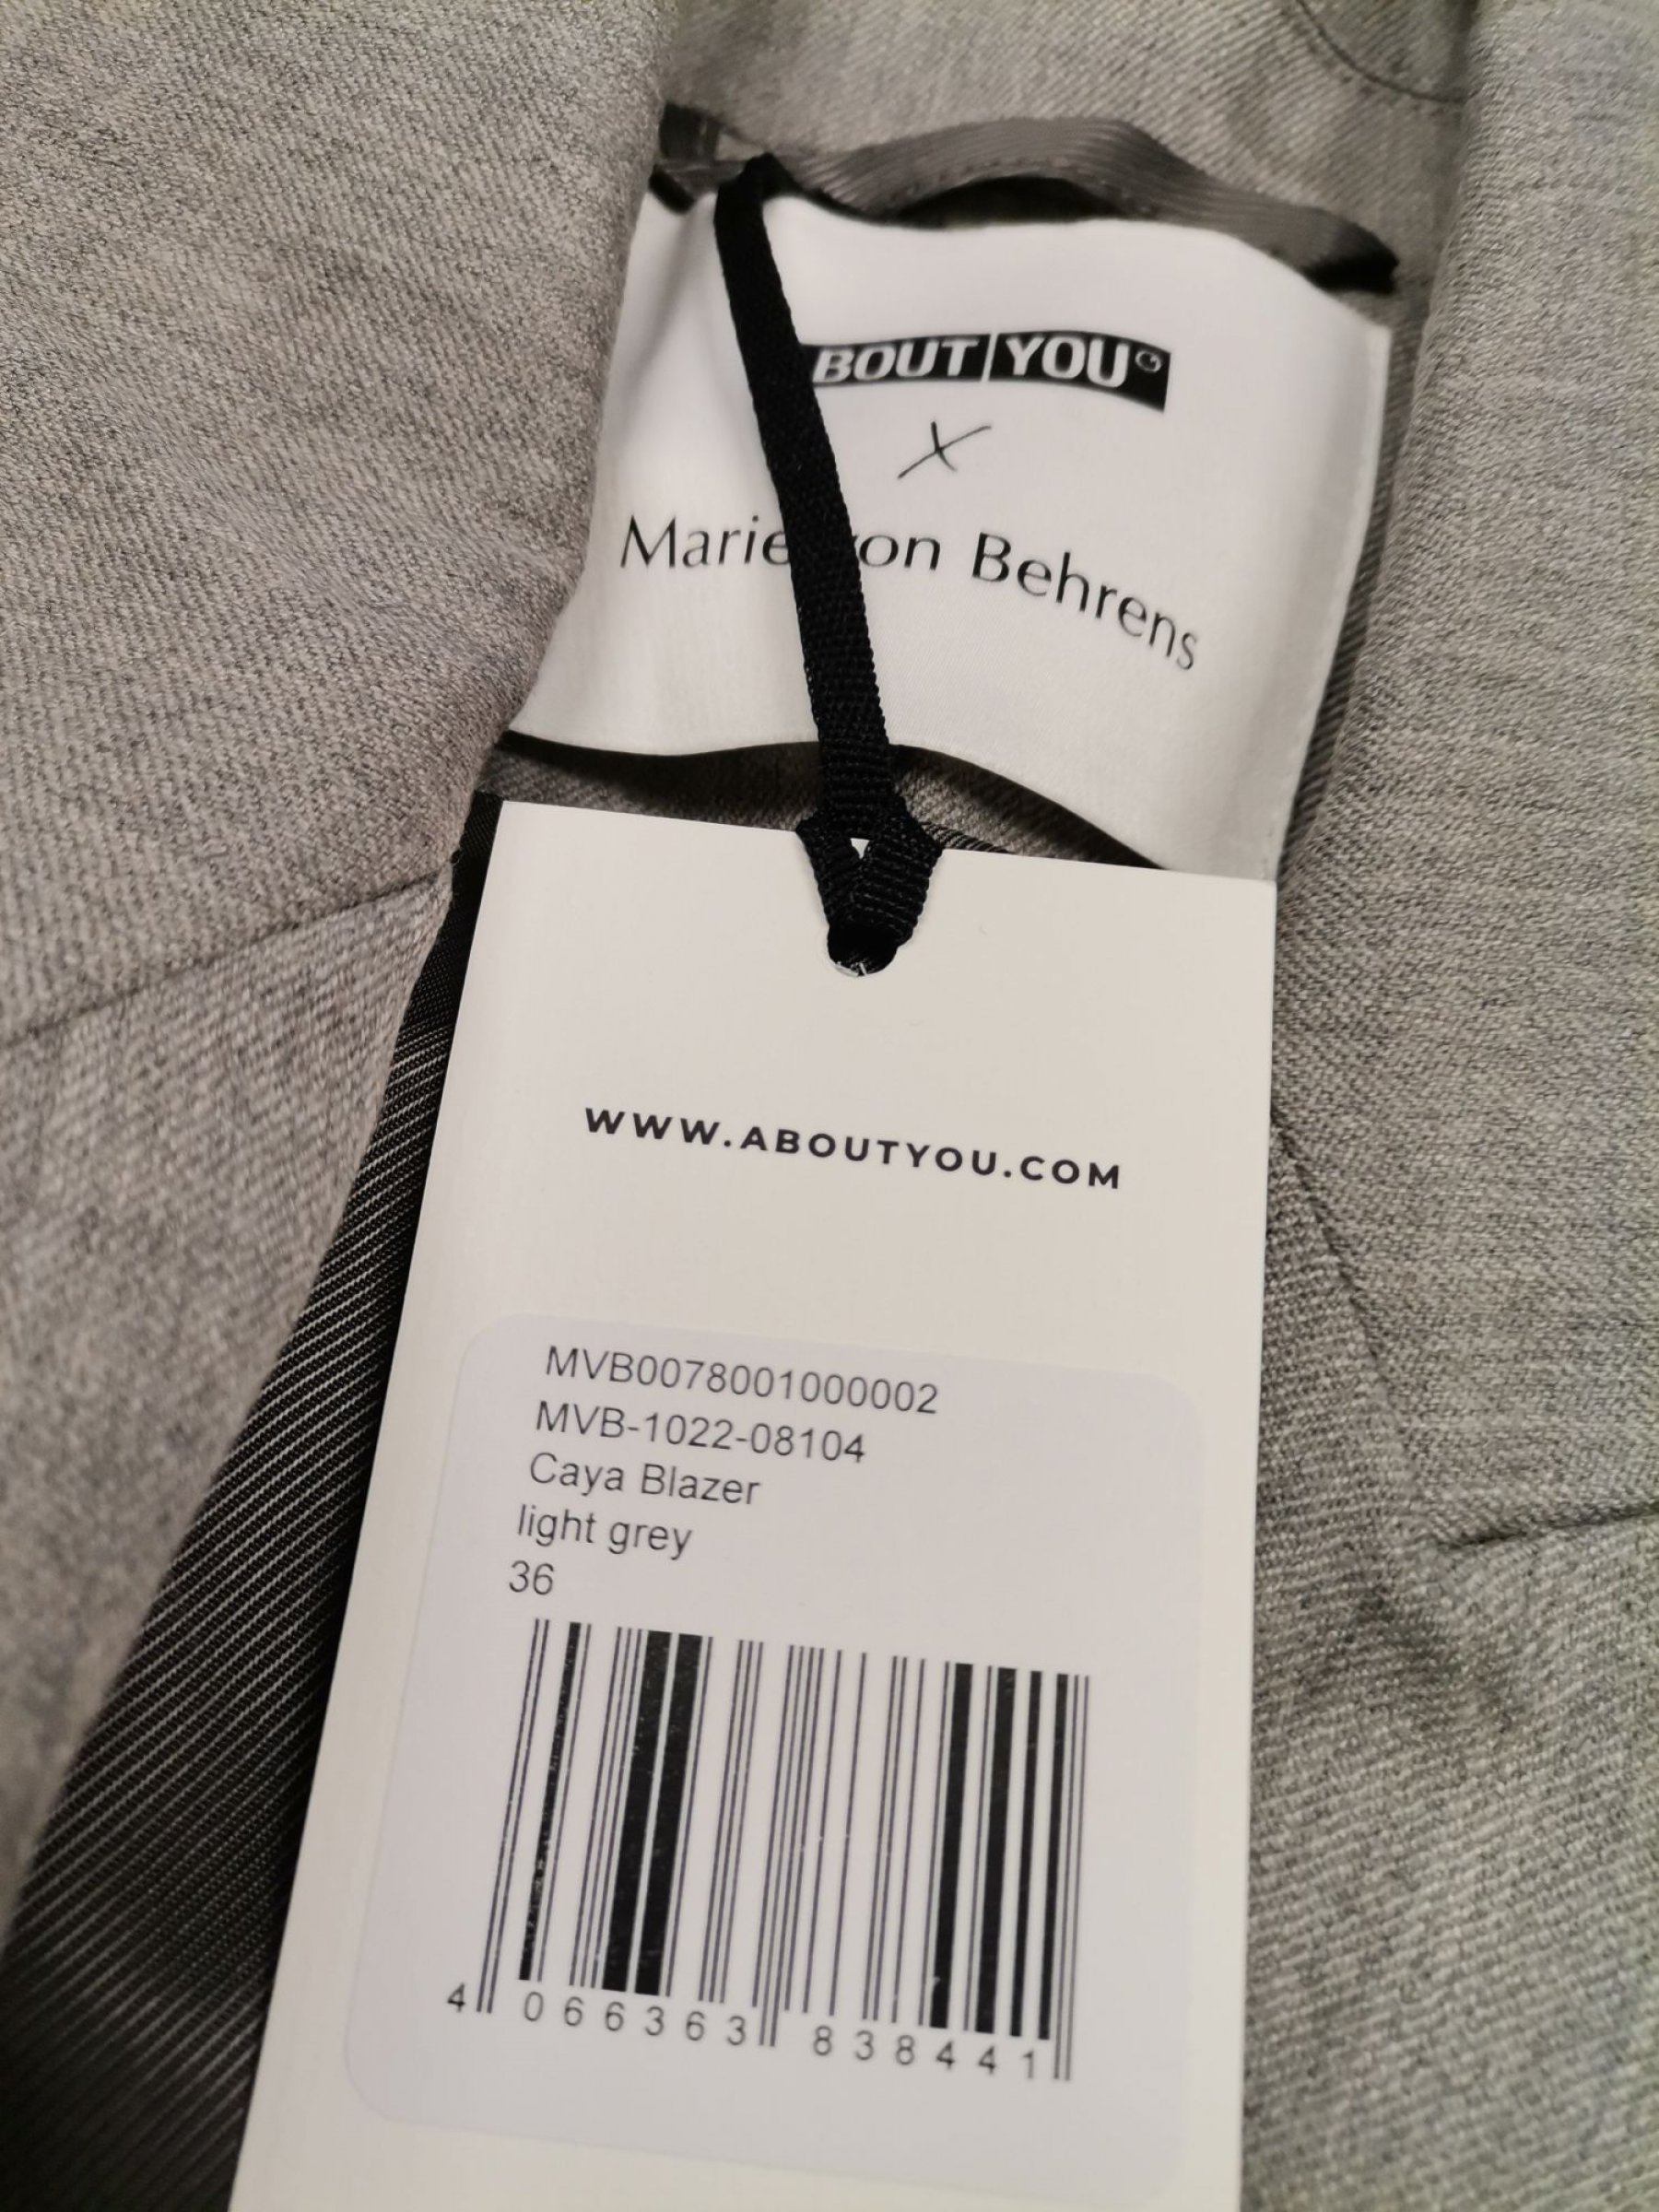 BOUT YOU
X
Marie von Behrens
WWW.ABOUTYOU.COM
MVB0078001000002
MVB-1022-08104
Caya Blazer
light grey
36
4 066363 838441